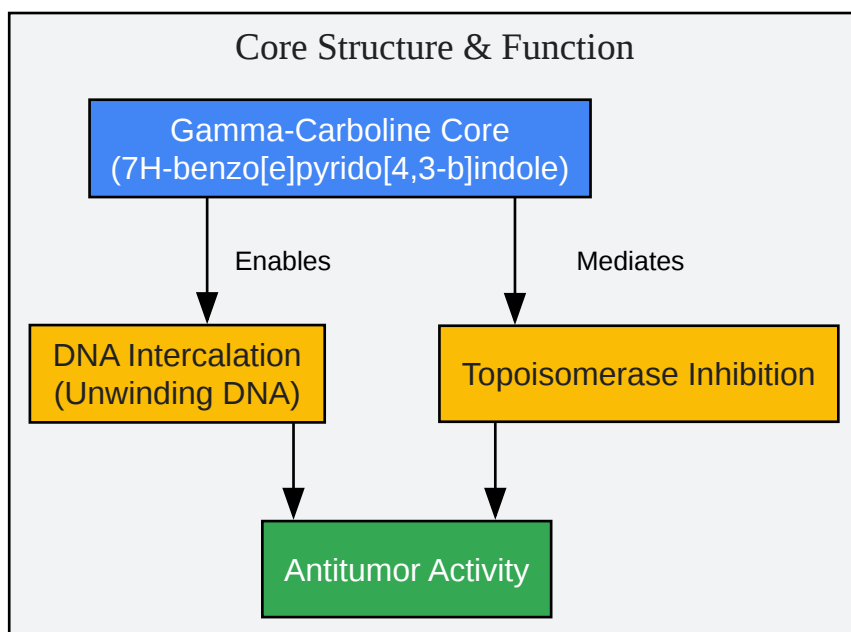 Core Structure & Function
Gamma-Carboline Core
(7H-benzo[e]pyrido[4,3-b]indole)
Enables
Mediates
DNA Intercalation
(Unwinding DNA)
Topoisomerase Inhibition
Antitumor Activity